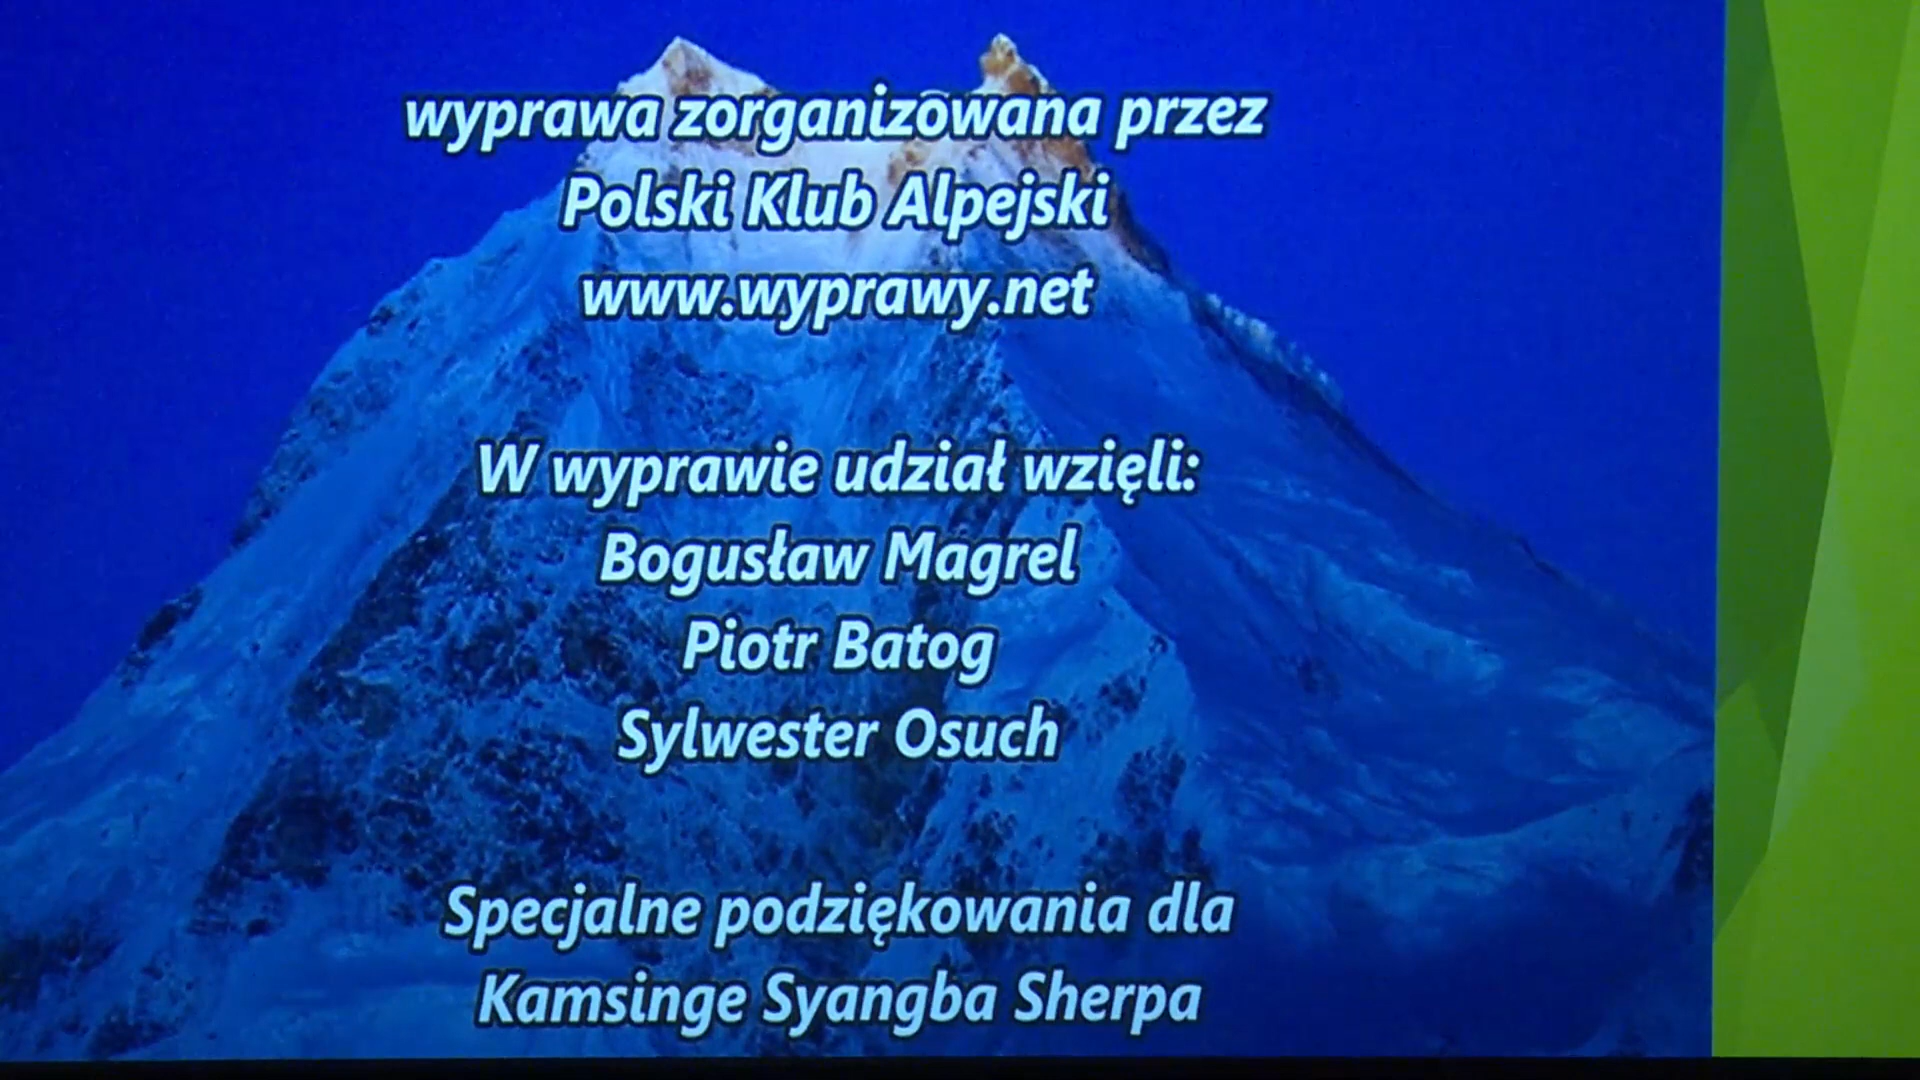 wyprawa zorganizowana przez
Polski Klub Alpejski
www.wyprawy.net
W wyprawie udział wzięli:
Bogusław Magrel
Piotr Batog
Sylwester Osuch
Specjalne podziękowania dla
Kamsinge Syangba Sherpa